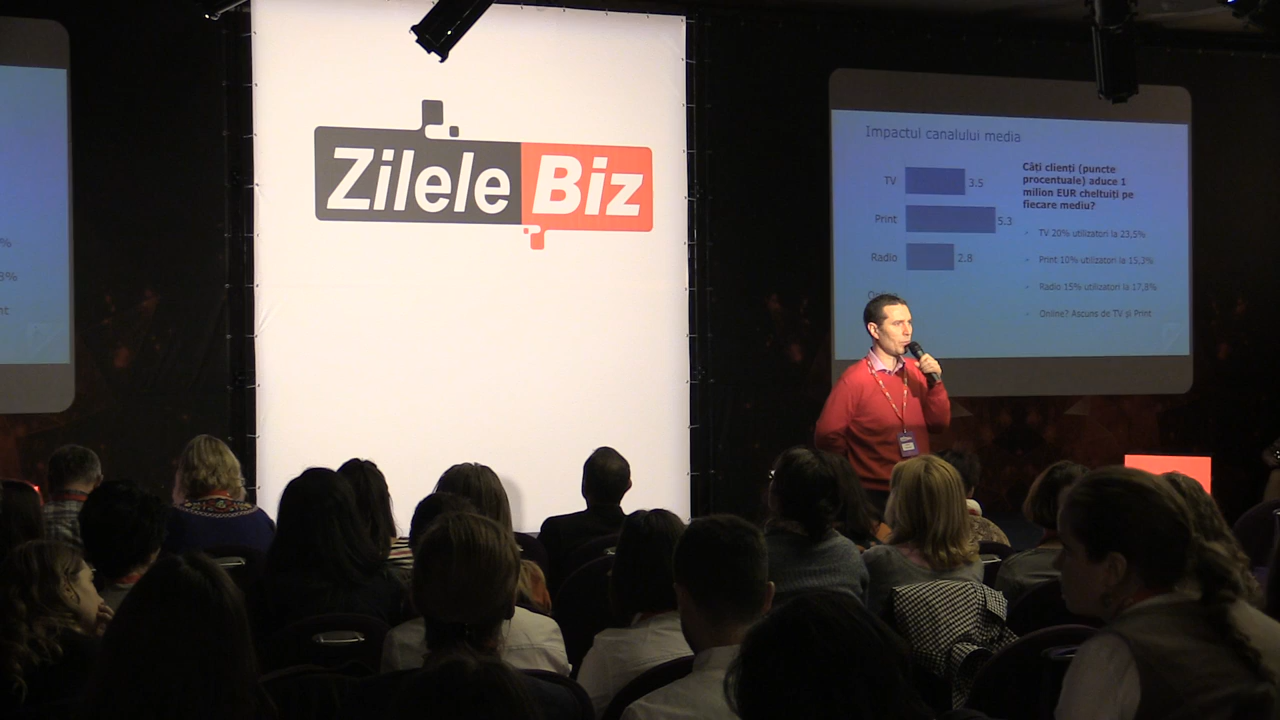 %
3%
nt
Zilele Biz
Impactul canalului media
TV 3.5
Print 5.3
Radio 2.8
Câți clienți (puncte
procentuale) aduce 1
milion EUR cheltuiți pe
fiecare mediu?
TV 20% utilizatori la 23,5%
Print 10% utilizatori la 15,3%
Radio 15% utilizatori la 17,8%
Online? Ascuns de TV și Print